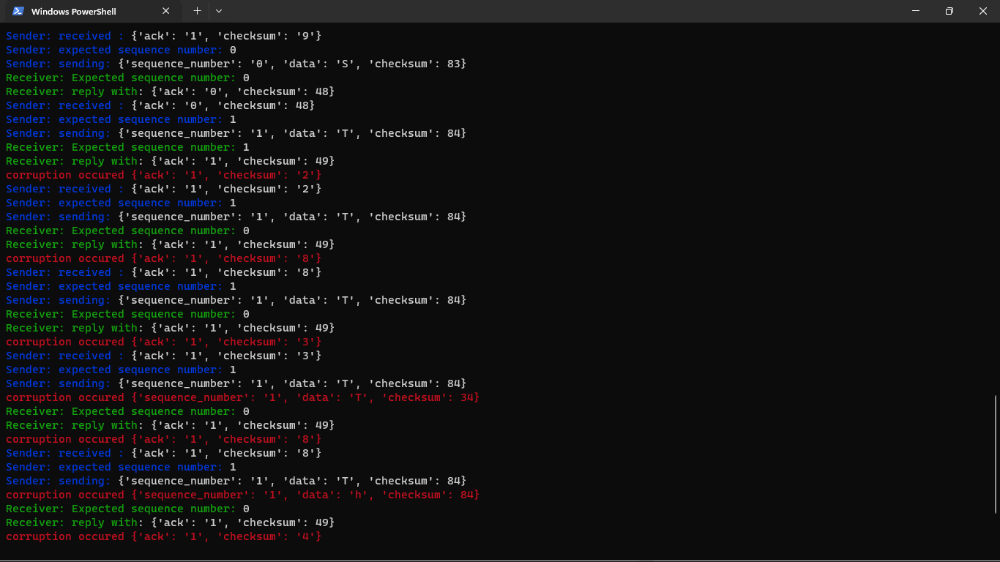 Windows PowerShell
Sender: received : {'ack': '1', 'checksum': '9'}
Sender: expected sequence number: 0
Sender: sending: {'sequence_number': '0', 'data': 'S', 'checksum': 83}
Receiver: Expected sequence number: 0
Receiver: reply with: {'ack': '0', 'checksum': 48}
Sender: received : {'ack': '0', 'checksum': 48}
Sender: expected sequence number: 1
Sender: sending: {'sequence_number': '1', 'data': 'T', 'checksum': 84}
Receiver: Expected sequence number: 1
Receiver: reply with: {'ack': '1', 'checksum': 49}
corruption occured {'ack': '1', 'checksum': '2'}
Sender: received : {'ack': '1', 'checksum': '2'}
Sender: expected sequence number: 1
Sender: sending: {'sequence_number': '1', 'data': 'T', 'checksum': 84}
Receiver: Expected sequence number: 0
Receiver: reply with: {'ack': '1', 'checksum': 49}
corruption occured {'ack': '1', 'checksum': '8'}
Sender: received : {'ack': '1', 'checksum': '8'}
Sender: expected sequence number: 1
Sender: sending: {'sequence_number': '1', 'data': 'T', 'checksum': 84}
Receiver: Expected sequence number: 0
Receiver: reply with: {'ack': '1', 'checksum': 49}
corruption occured {'ack': '1', 'checksum': '3'}
Sender: received : {'ack': '1', 'checksum': '3'}
Sender: expected sequence number: 1
Sender: sending: {'sequence_number': '1', 'data': 'T', 'checksum': 84}
corruption occured {'sequence_number': '1', 'data': 'T', 'checksum': 34}
Receiver: Expected sequence number: 0
Receiver: reply with: {'ack': '1', 'checksum': 49}
corruption occured {'ack': '1', 'checksum': '8'}
Sender: received : {'ack': '1', 'checksum': '8'}
Sender: expected sequence number: 1
Sender: sending: {'sequence_number': '1', 'data': 'T', 'checksum': 84}
corruption occured {'sequence_number': '1', 'data': 'h', 'checksum': 84}
Receiver: Expected sequence number: 0
Receiver: reply with: {'ack': '1', 'checksum': 49}
corruption occured {'ack': '1', 'checksum': '4'}